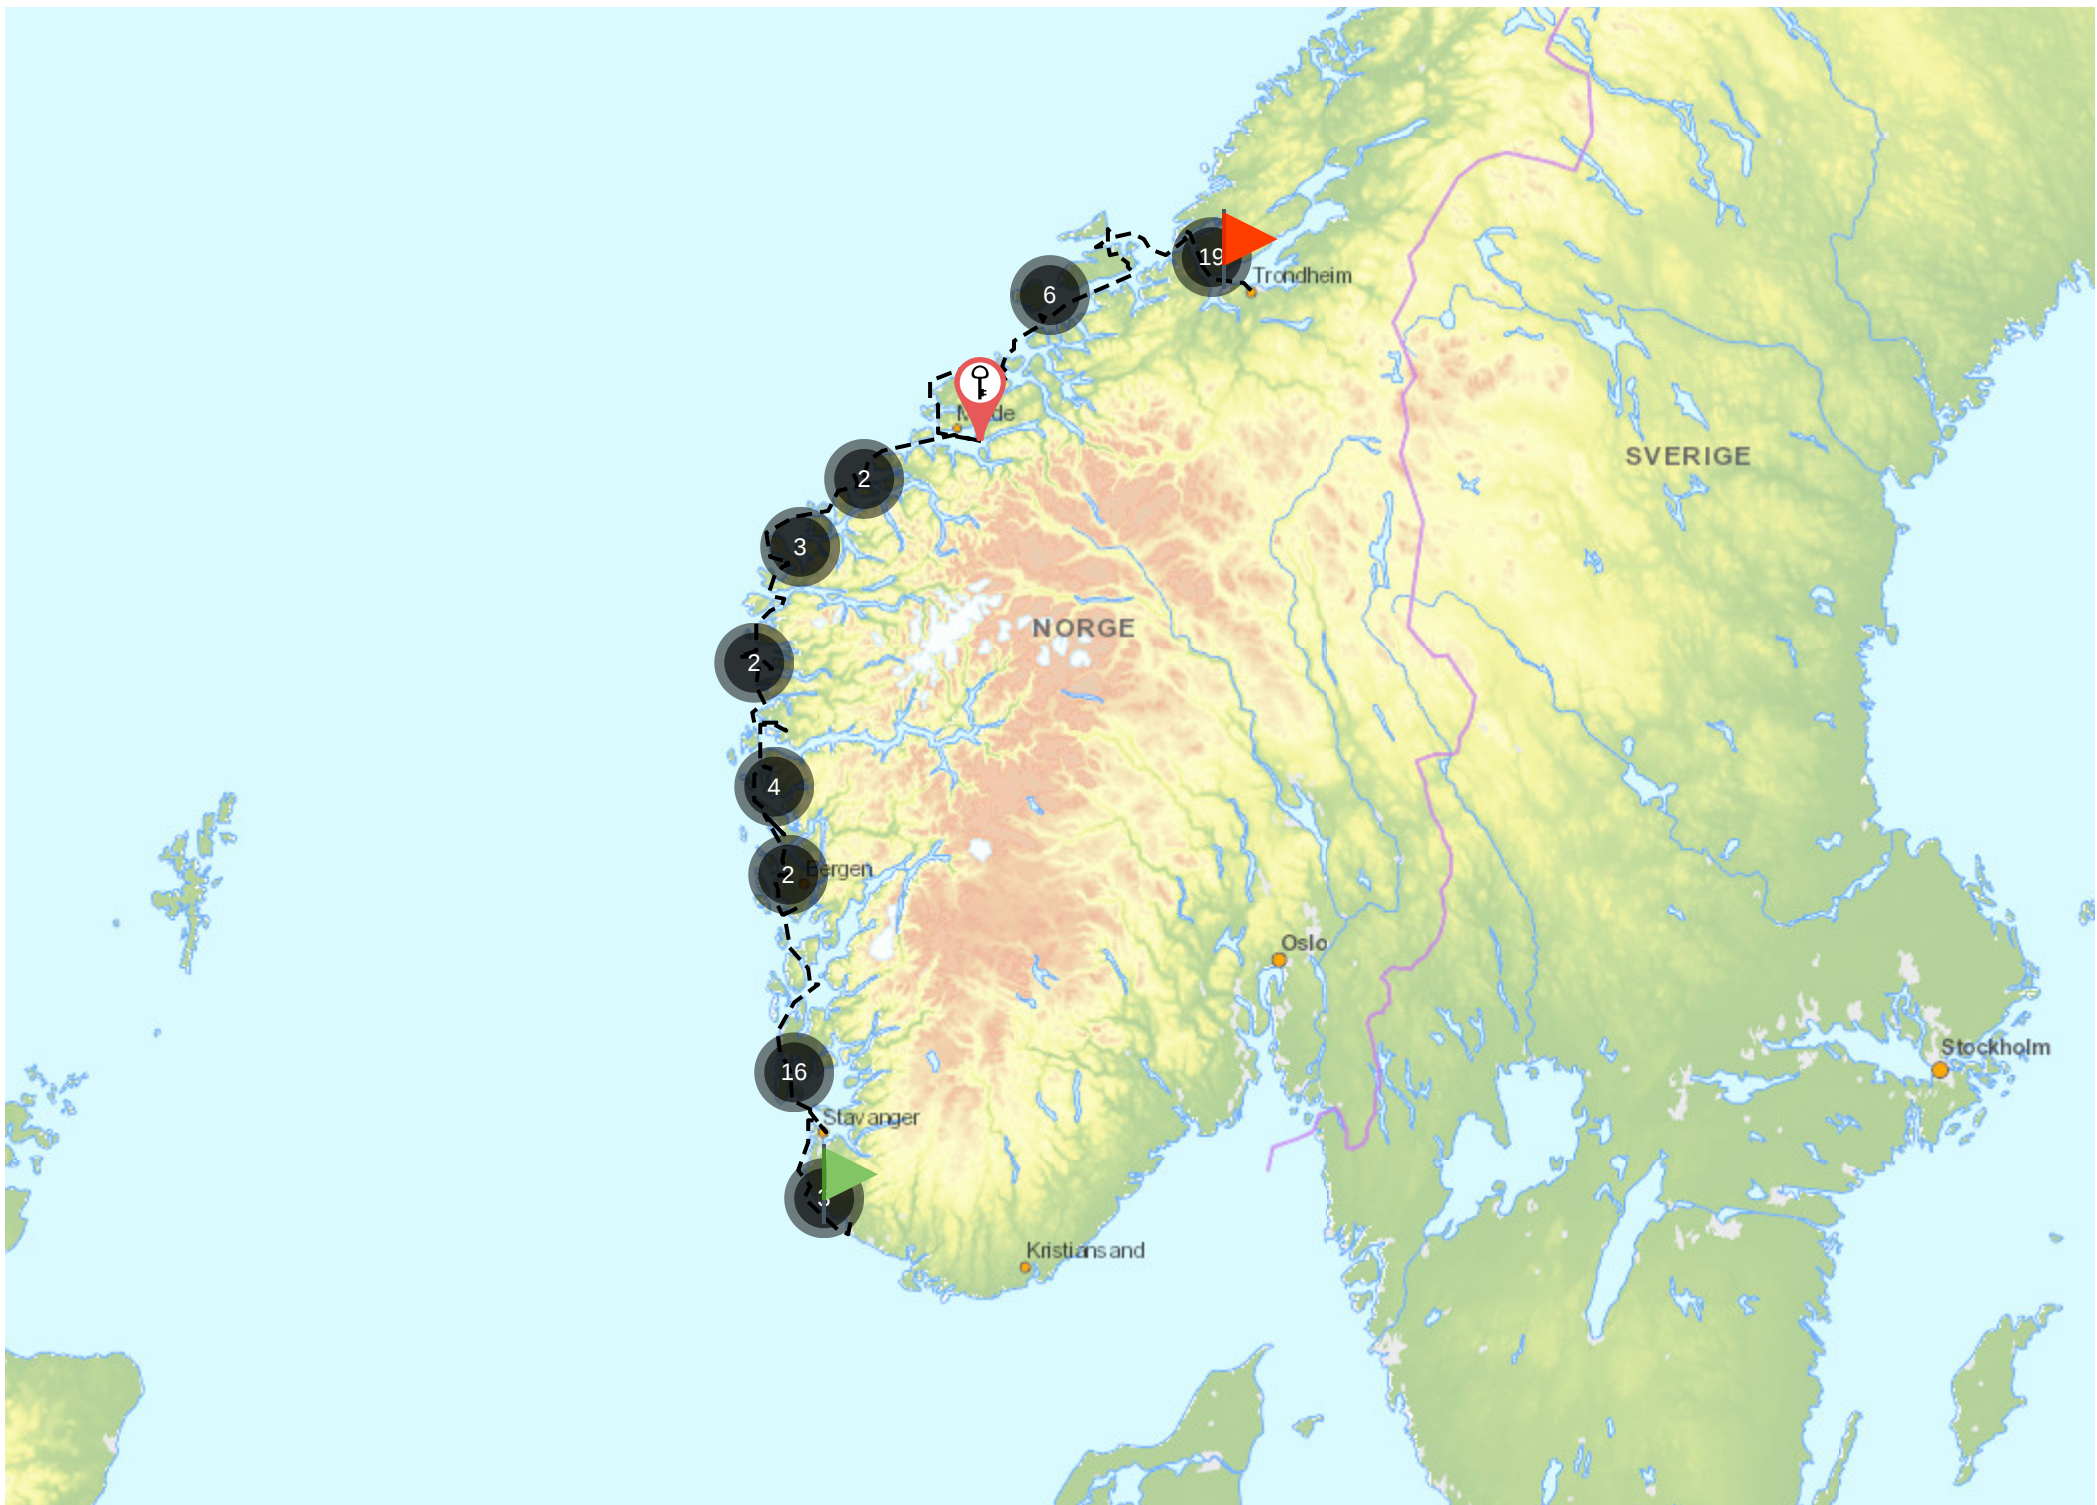 19
Trondheim
6
2
SVERIGE
3
NORGE
2
4
2
Bergen
Oslo
Stockholm
16
Stavanger
Kristiansand